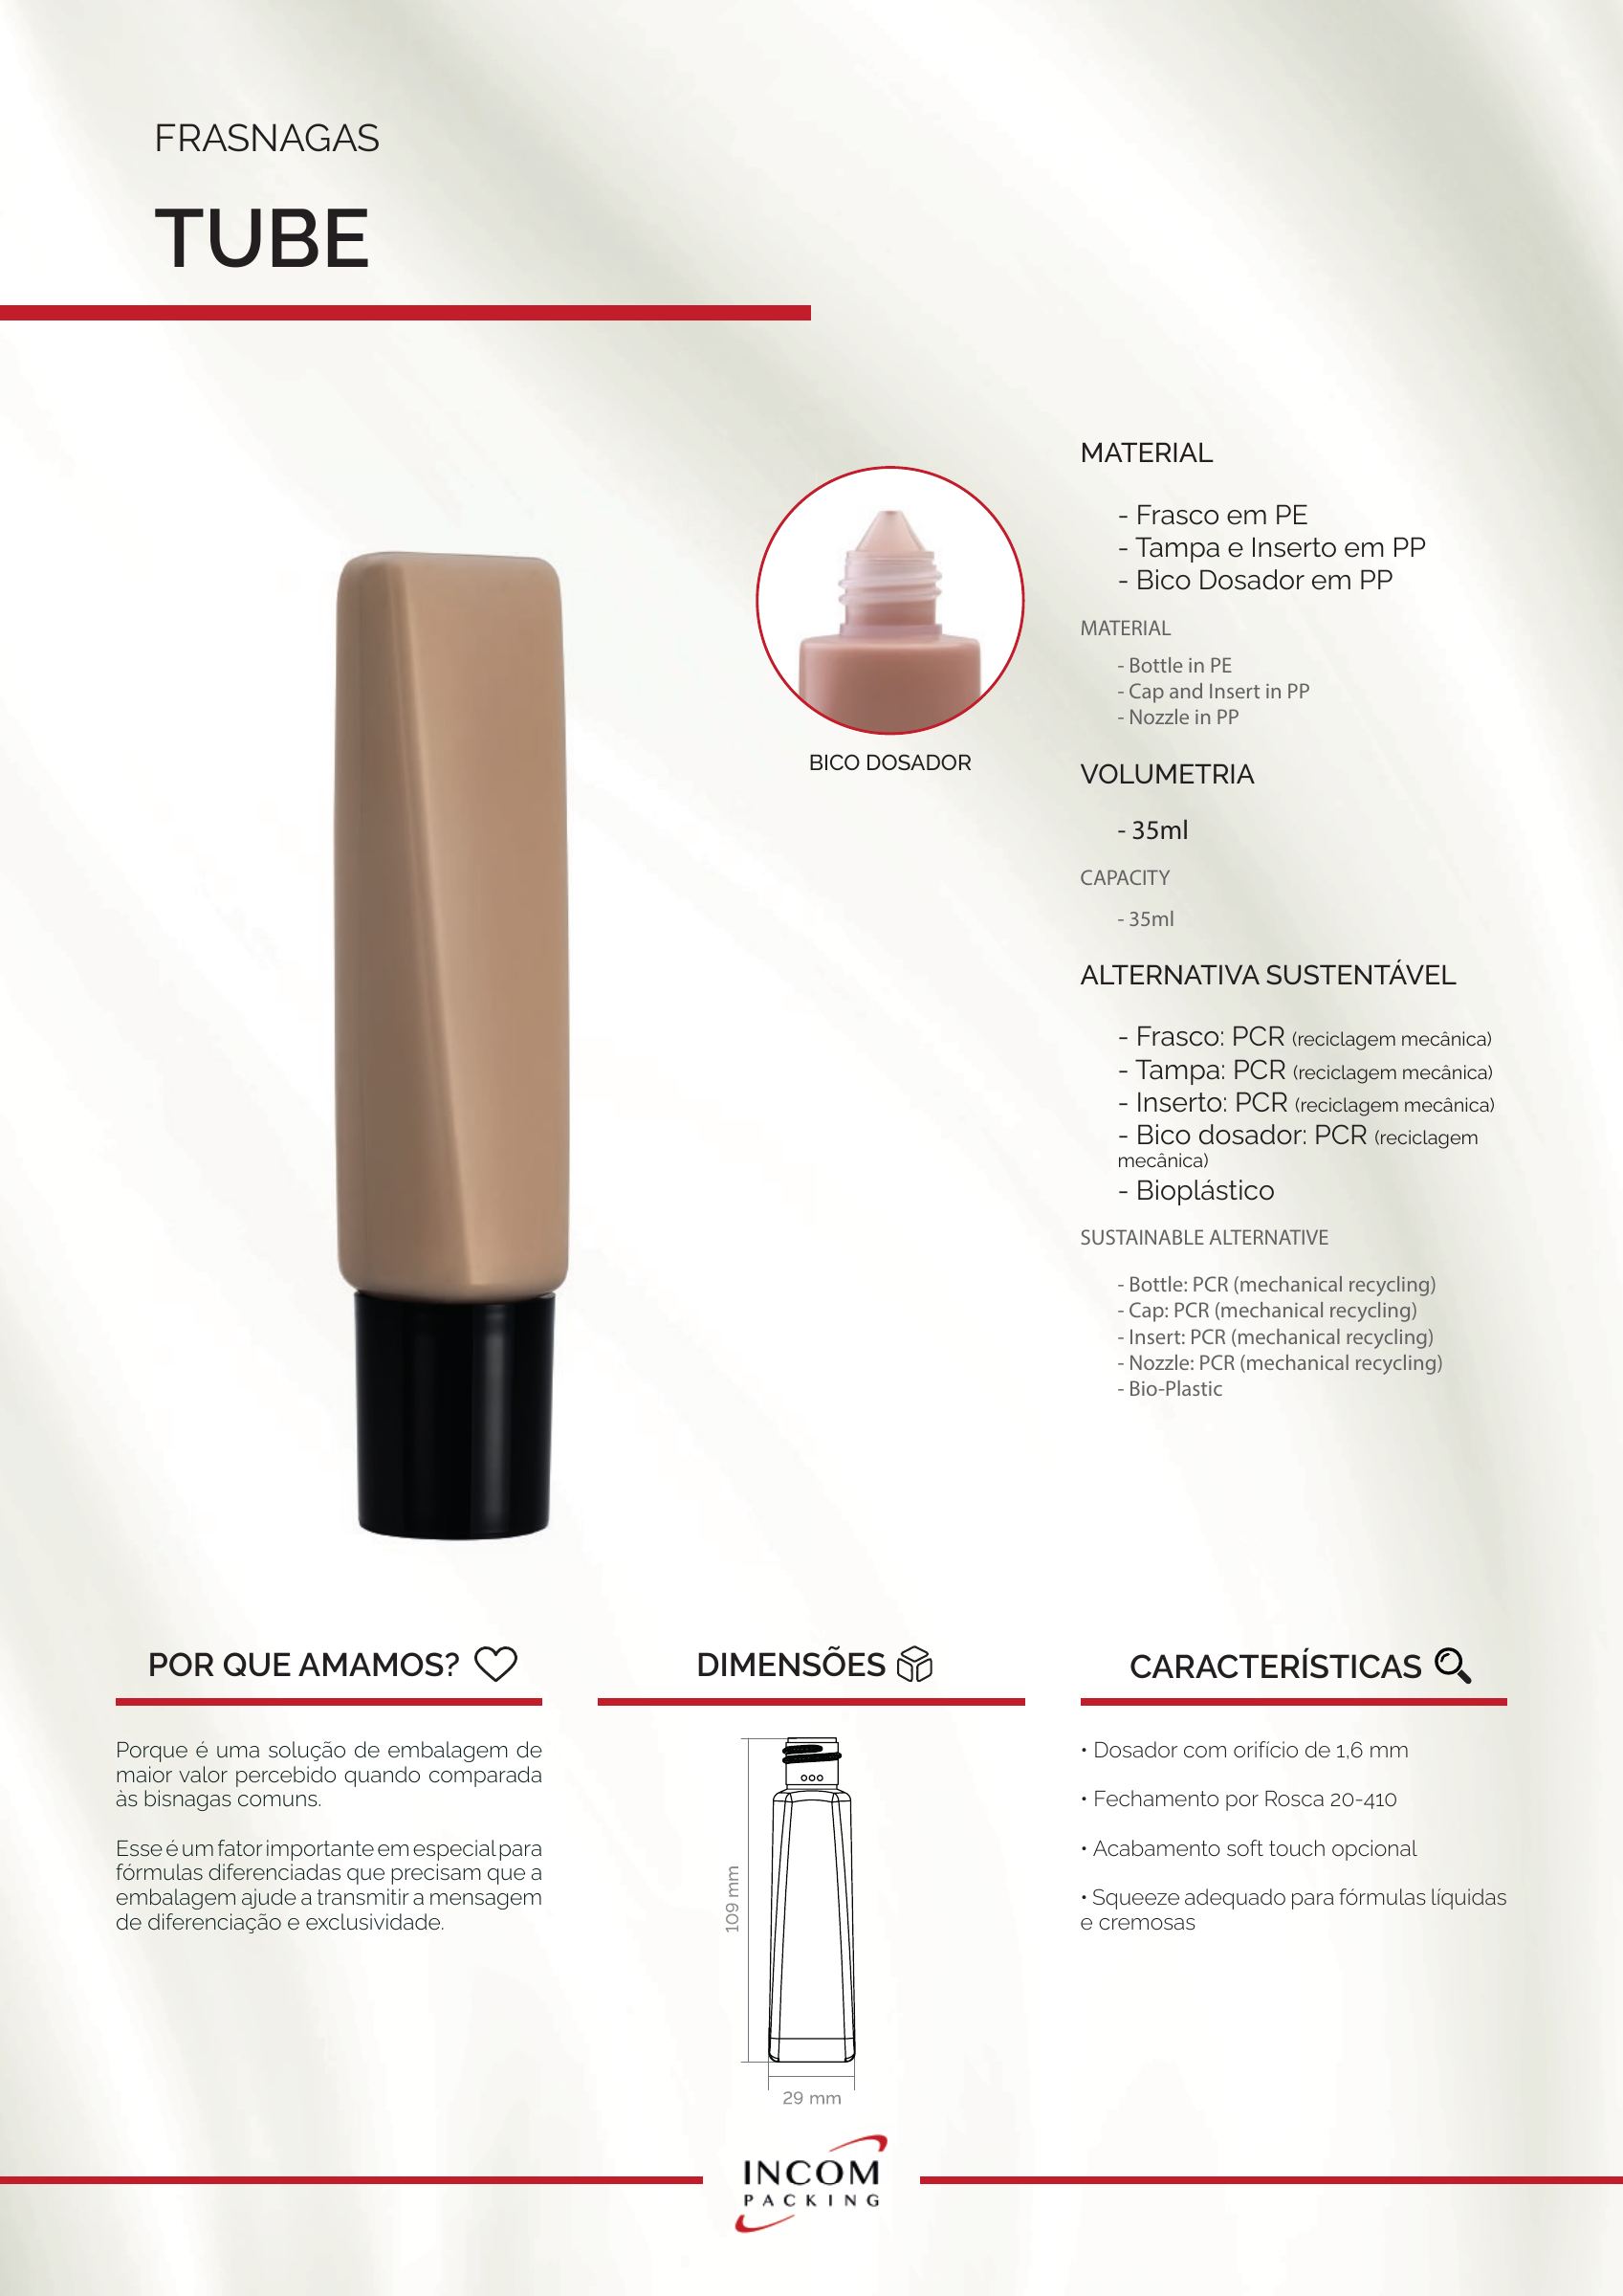 FRASNAGAS
TUBE
BICO DOSADOR
MATERIAL
- Frasco em PE
- Tampa e Inserto em PP
- Bico Dosador em PP
MATERIAL
- Bottle in PE
- Cap and Insert in PP
- Nozzle in PP
VOLUMETRIA
- 35ml
CAPACITY
- 35ml
ALTERNATIVA SUSTENTÁVEL
- Frasco: PCR (reciclagem mecânica)
- Tampa: PCR (reciclagem mecânica)
- Inserto: PCR (reciclagem mecânica)
- Bico dosador: PCR (reciclagem
mecânica)
- Bioplástico
SUSTAINABLE ALTERNATIVE
- Bottle: PCR (mechanical recycling)
- Cap: PCR (mechanical recycling)
- Insert: PCR (mechanical recycling)
- Nozzle: PCR (mechanical recycling)
- Bio-Plastic
POR QUE AMAMOS?
Porque é uma solução de embalagem de
maior valor percebido quando comparada
às bisnagas comuns.
Esse é um fator importante em especial para
fórmulas diferenciadas que precisam que a
embalagem ajude a transmitir a mensagem
de diferenciação e exclusividade.
DIMENSÕES
109 mm
29 mm
CARACTERÍSTICAS
• Dosador com orifício de 1,6 mm
• Fechamento por Rosca 20-410
• Acabamento soft touch opcional
• Squeeze adequado para fórmulas líquidas
e cremosas
INCOM
PACKING